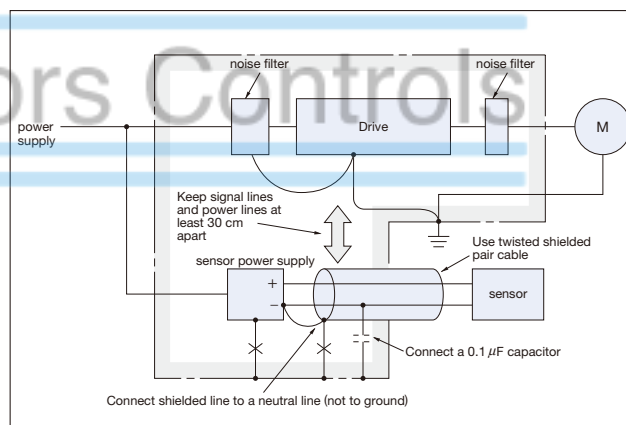 ors Controls
noise filter
noise filter
power
supply
Drive
M
Keep signal lines
and power lines at
least 30 cm
apart
Use twisted shielded
pair cable
sensor power supply
+
−
sensor
Connect a 0.1 μF capacitor
Connect shielded line to a neutral line (not to ground)